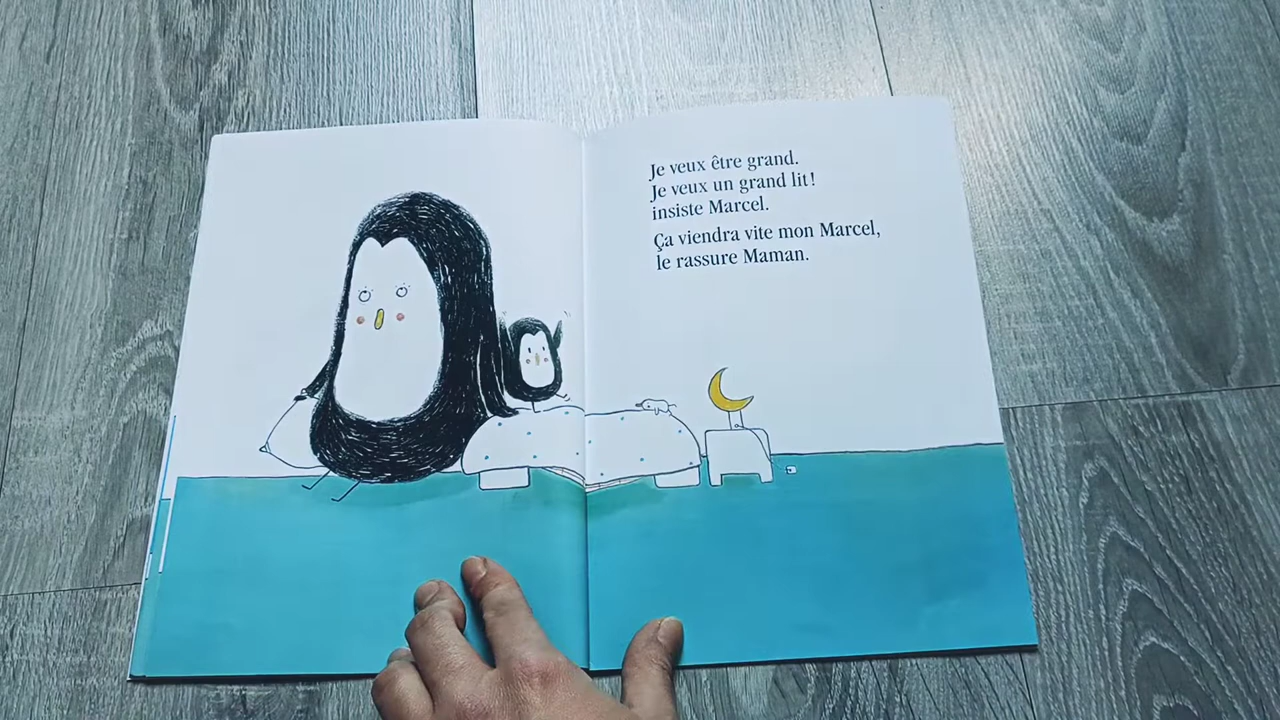 Je veux être grand.
Je veux un grand lit !
insiste Marcel.
Ça viendra vite mon Marcel,
le rassure Maman.